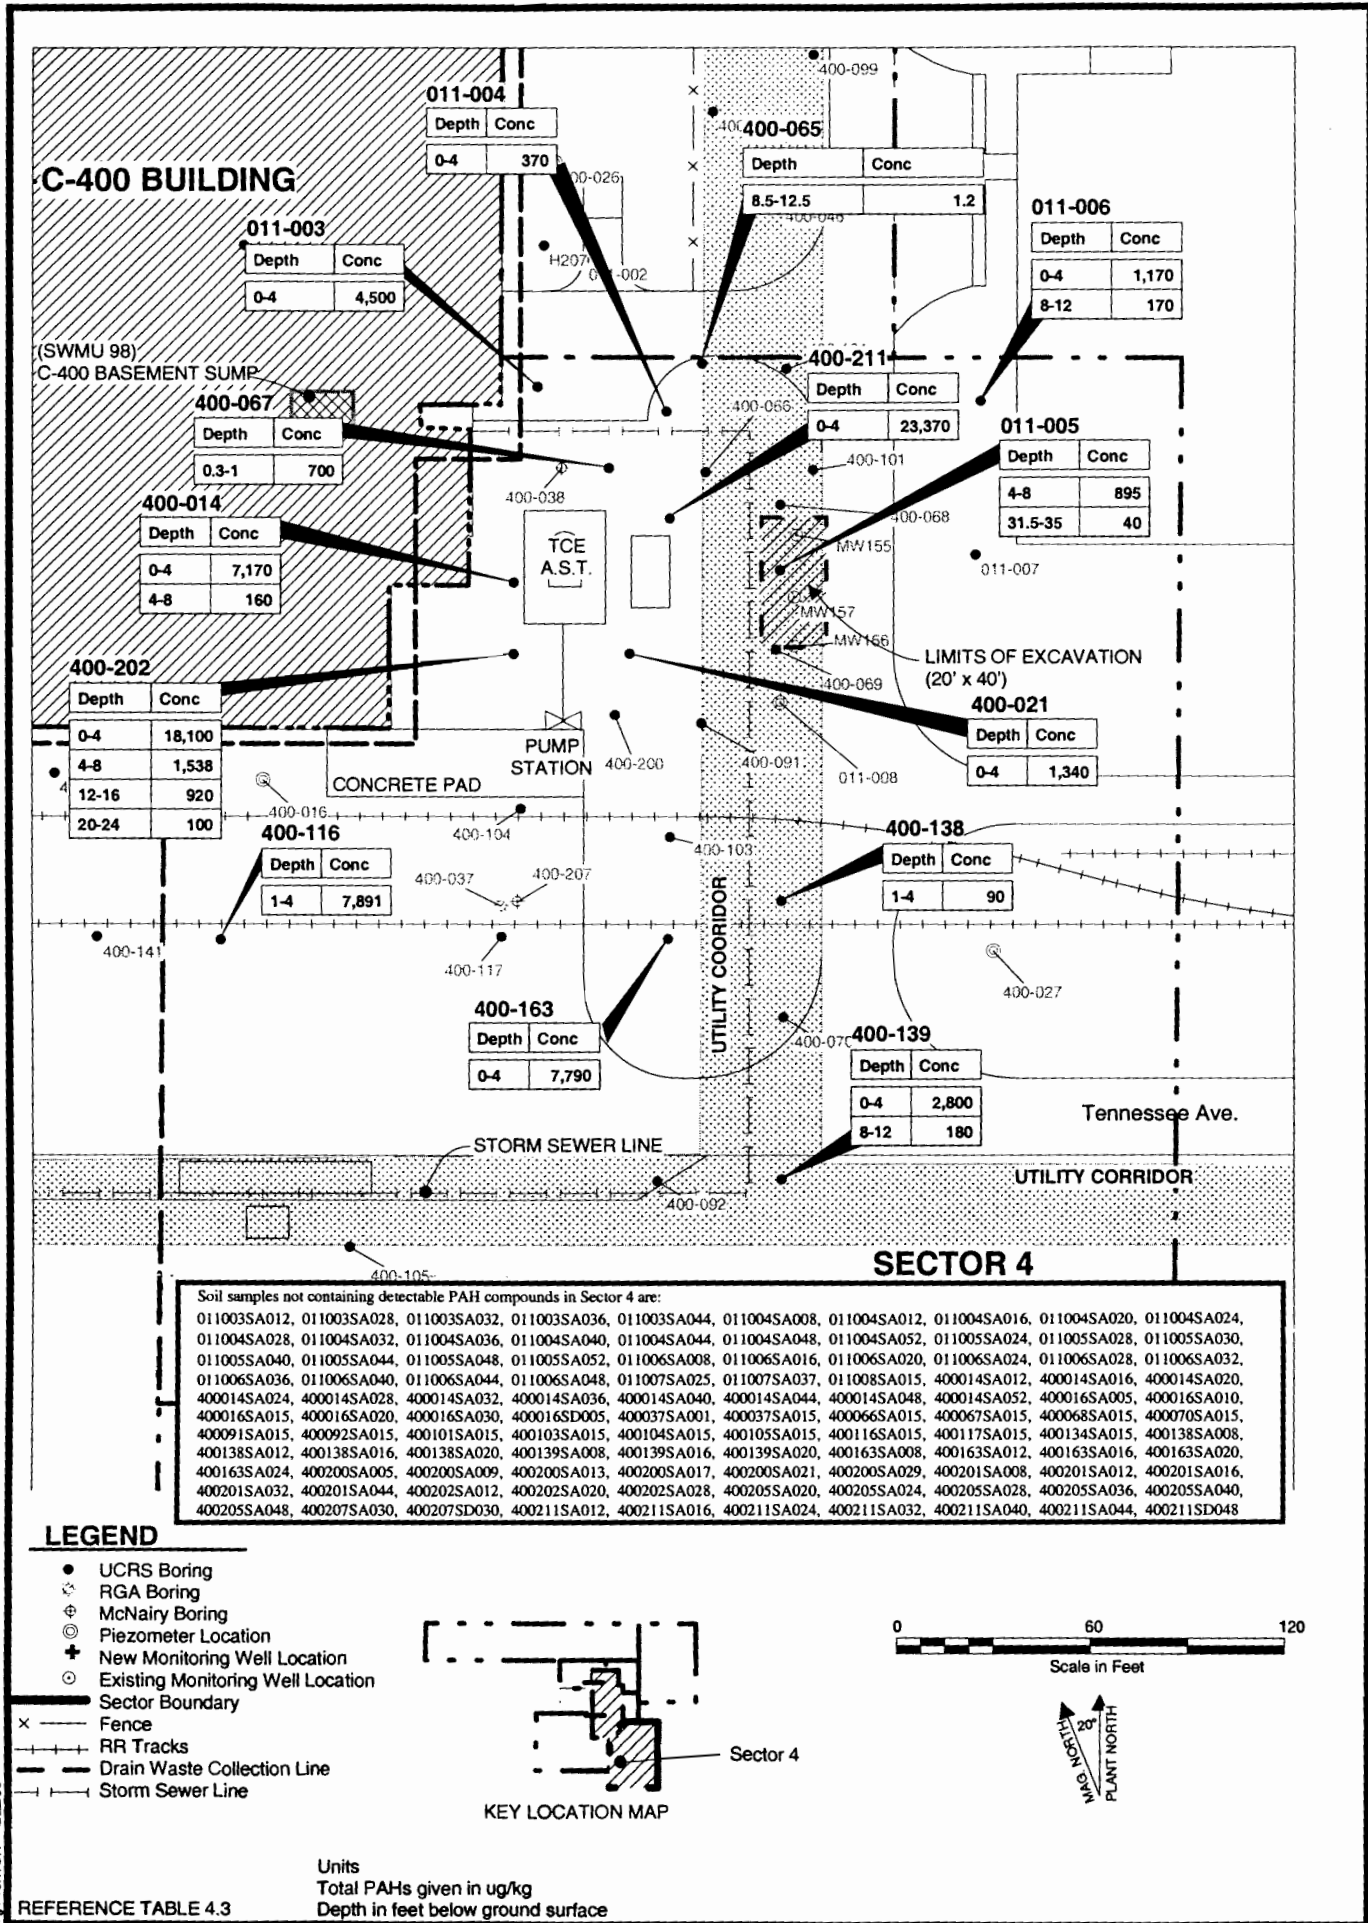 400-099
011-004
Depth Conc
0-4 370
400-065
Depth Conc
8.5-12.5 1.2
C-400 BUILDING
00-026
400-046
011-006
Depth Conc
0-4 1,170
8-12 170
011-003
Depth Conc
0-4 4,500
H207
-002
(SWMU 98)
C-400 BASEMENT SUMP
400-211
Depth Conc
0-4 23,370
400-067
Depth Conc
0.3-1 700
400-066
011-005
Depth Conc
4-8 895
31.5-35 40
400-101
400-038
400-068
400-014
Depth Conc
0-4 7,170
4-8 160
TCE
A.S.T.
MW155
011-007
MW157
MW166
LIMITS OF EXCAVATION
(20' x 40')
400-202
Depth Conc
0-4 18,100
4-8 1,538
12-16 920
20-24 100
400-069
400-021
Depth Conc
0-4 1,340
PUMP
STATION
400-200
400-091
011-008
CONCRETE PAD
400-016
400-104
400-103
400-116
Depth Conc
1-4 7,891
400-138
Depth Conc
1-4 90
400-037
400-207
400-141
400-117
400-027
UTILITY CORIDOR
400-163
Depth Conc
0-4 7,790
400-070
400-139
Depth Conc
0-4 2,800
8-12 180
Tennessee Ave.
STORM SEWER LINE
UTILITY CORRIDOR
400-092
400-105
SECTOR 4
Soil samples not containing detectable PAH compounds in Sector 4 are:
011003SA012, 011003SA028, 011003SA032, 011003SA036, 011003SA044, 011004SA008, 011004SA012, 011004SA016, 011004SA020, 011004SA024,
011004SA028, 011004SA032, 011004SA036, 011004SA040, 011004SA044, 011004SA048, 011004SA052, 011005SA024, 011005SA028, 011005SA030,
011005SA040, 011005SA044, 011005SA048, 011005SA052, 011006SA008, 011006SA016, 011006SA020, 011006SA024, 011006SA028, 011006SA032,
011006SA036, 011006SA040, 011006SA044, 011006SA048, 011007SA025, 011007SA037, 011008SA015, 400014SA012, 400014SA016, 400014SA020,
400014SA024, 400014SA028, 400014SA032, 400014SA036, 400014SA040, 400014SA044, 400014SA048, 400014SA052, 400016SA005, 400016SA010,
400016SA015, 400016SA020, 400016SA030, 400016SD005, 400037SA001, 400037SA015, 400066SA015, 400067SA015, 400068SA015, 400070SA015,
400091SA015, 400092SA015, 400101SA015, 400103SA015, 400104SA015, 400105SA015, 400116SA015, 400117SA015, 400134SA015, 400138SA008,
400138SA012, 400138SA016, 400138SA020, 400139SA008, 400139SA016, 400139SA020, 400163SA008, 400163SA012, 400163SA016, 400163SA020,
400163SA024, 400200SA005, 400200SA009, 400200SA013, 400200SA017, 400200SA021, 400200SA029, 400201SA008, 400201SA012, 400201SA016,
400201SA032, 400201SA044, 400202SA012, 400202SA020, 400202SA028, 400205SA020, 400205SA024, 400205SA028, 400205SA036, 400205SA040,
400205SA048, 400207SA030, 400207SD030, 400211SA012, 400211SA016, 400211SA024, 400211SA032, 400211SA040, 400211SA044, 400211SD048
LEGEND
UCRS Boring
RGA Boring
McNairy Boring
Piezometer Location
New Monitoring Well Location
Existing Monitoring Well Location
Sector Boundary
Fence
RR Tracks
Drain Waste Collection Line
Storm Sewer Line
Sector 4
KEY LOCATION MAP
0 60 120
Scale in Feet
MAG. NORTH
20°
PLANT NORTH
Units
Total PAHs given in ug/kg
Depth in feet below ground surface
REFERENCE TABLE 4.3